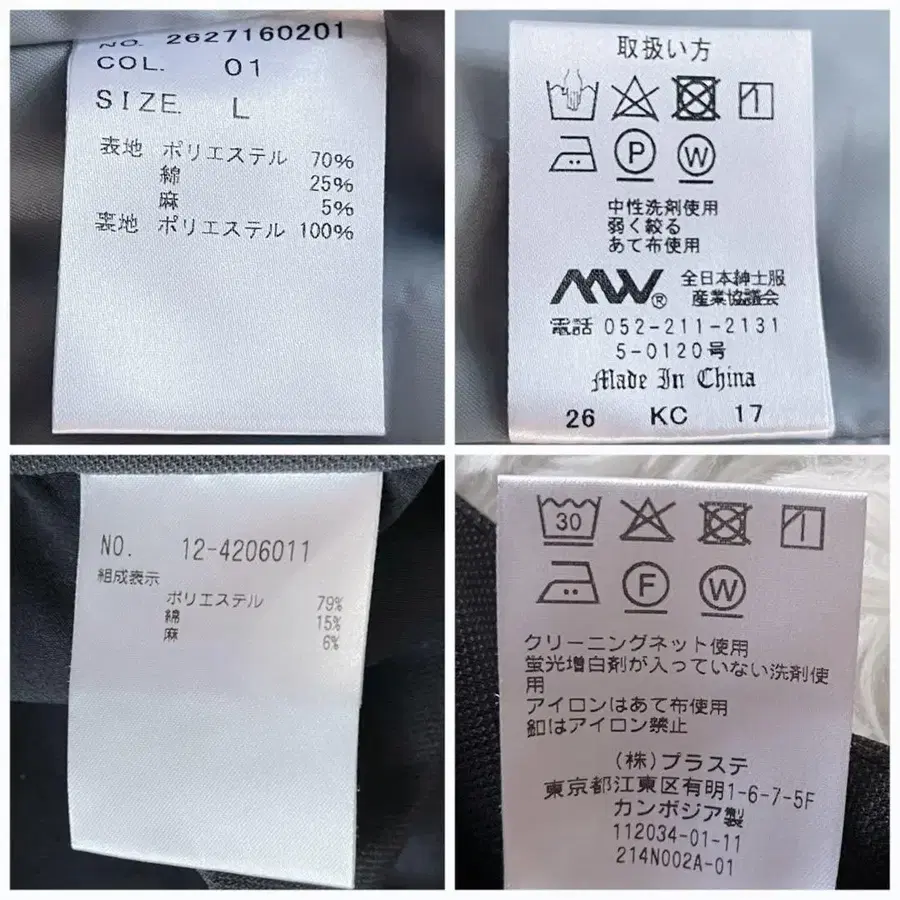 NO. 2627160201
COL. 01
SIZE. L
表地 ポリエステル 70%
綿 25%
麻 5%
裏地 ポリエステル 100%
取扱い方
P W
中性洗剤使用
弱く絞る
あて布使用
MW® 全日本紳士服
産業協議会
電話 052-211-2131
5-0120号
Made In China
26 KC 17
NO. 12-4206011
組成表示
ポリエステル 79%
綿 15%
麻 6%
30
F W
クリーニングネット使用
蛍光増白剤が入っていない洗剤使
用
アイロンはあて布使用
釦はアイロン禁止
(株)プラステ
東京都江東区有明1-6-7-5F
カンボジア製
112034-01-11
214N002A-01